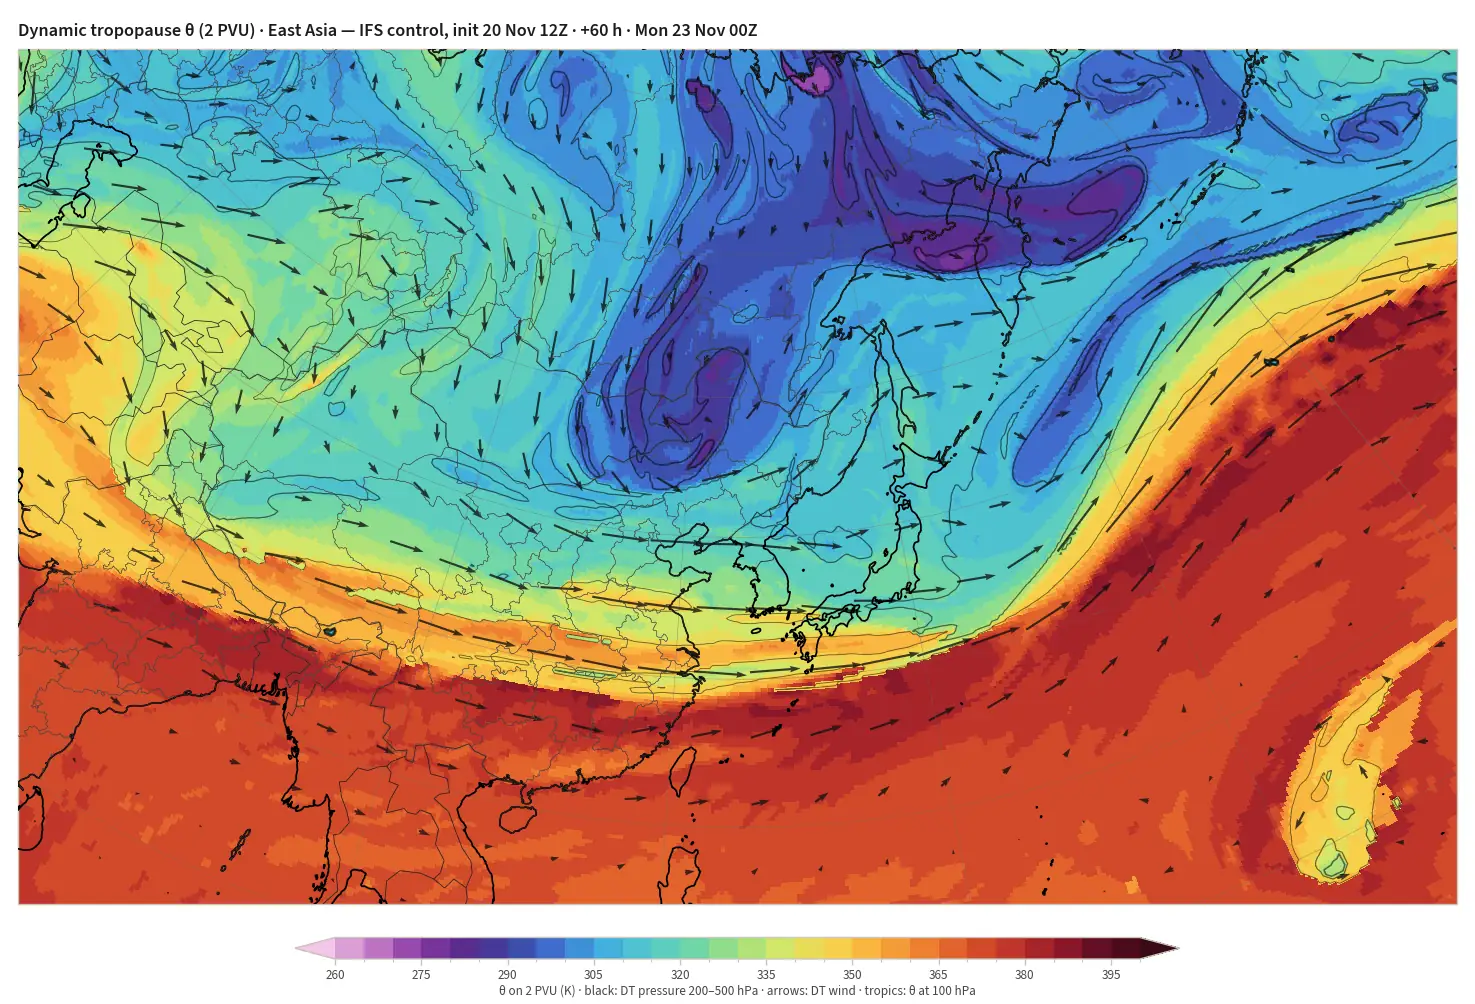 Dynamic tropopause θ (2 PVU) · East Asia — IFS control, init 20 Nov 12Z · +60 h · Mon 23 Nov 00Z
260 275 290 305 320 335 350 365 380 395
θ on 2 PVU (K) · black: DT pressure 200–500 hPa · arrows: DT wind · tropics: θ at 100 hPa